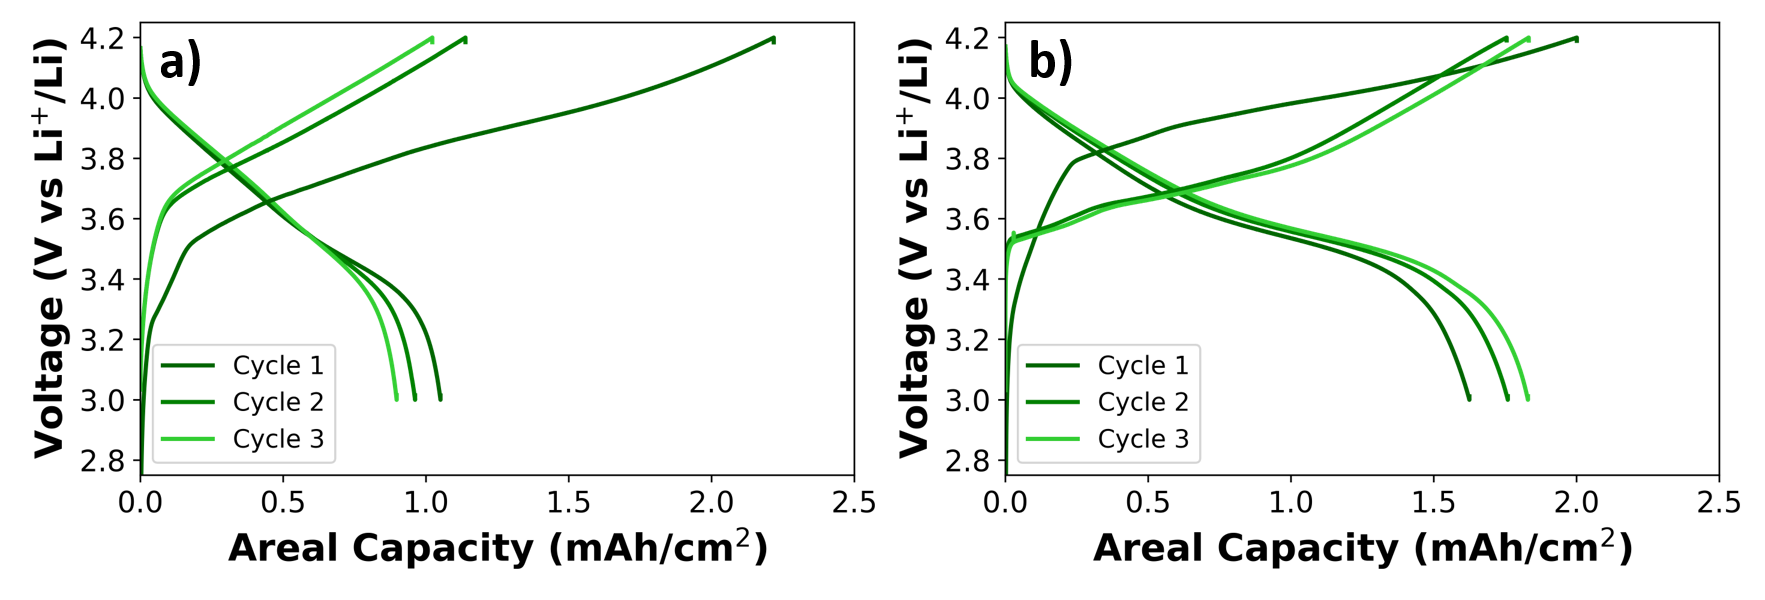 a)
Voltage (V vs Li⁺/Li)
4.2
4.0
3.8
3.6
3.4
3.2
3.0
2.8
Cycle 1
Cycle 2
Cycle 3
0.0 0.5 1.0 1.5 2.0 2.5
Areal Capacity (mAh/cm²)
b)
Voltage (V vs Li⁺/Li)
4.2
4.0
3.8
3.6
3.4
3.2
3.0
2.8
Cycle 1
Cycle 2
Cycle 3
0.0 0.5 1.0 1.5 2.0 2.5
Areal Capacity (mAh/cm²)